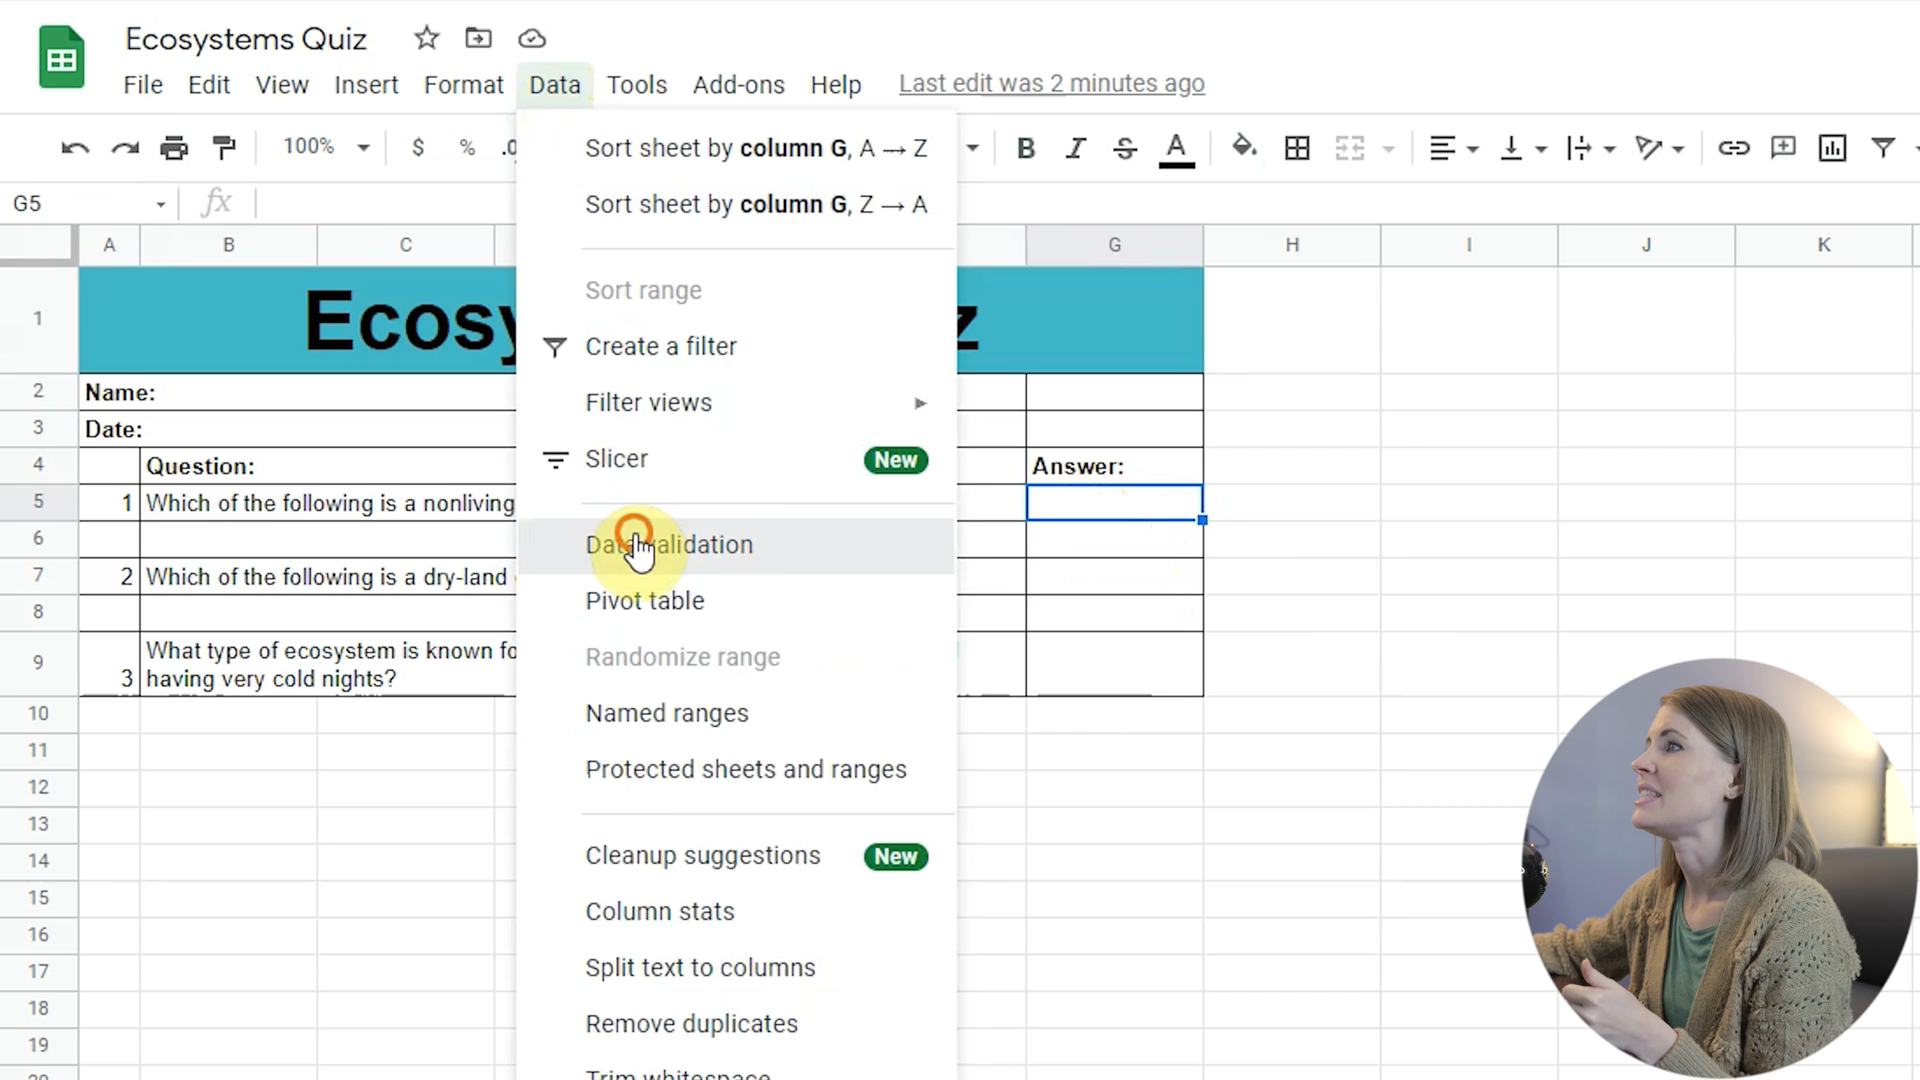 Ecosystems Quiz
File Edit View Insert Format Data Tools Add-ons Help Last edit was 2 minutes ago
100% $ % .0 B I S A
G5 fx
A B C G H I J K
Sort sheet by column G, A → Z
Sort sheet by column G, Z → A
Sort range
Create a filter
Filter views
Slicer New
Data validation
Pivot table
Randomize range
Named ranges
Protected sheets and ranges
Cleanup suggestions New
Column stats
Split text to columns
Remove duplicates
Trim whitespace
1 Ecosy z
2 Name:
3 Date:
4 Question: Answer:
5 1 Which of the following is a nonliving
6
7 2 Which of the following is a dry-land
8
9 3 What type of ecosystem is known fo
having very cold nights?
10
11
12
13
14
15
16
17
18
19